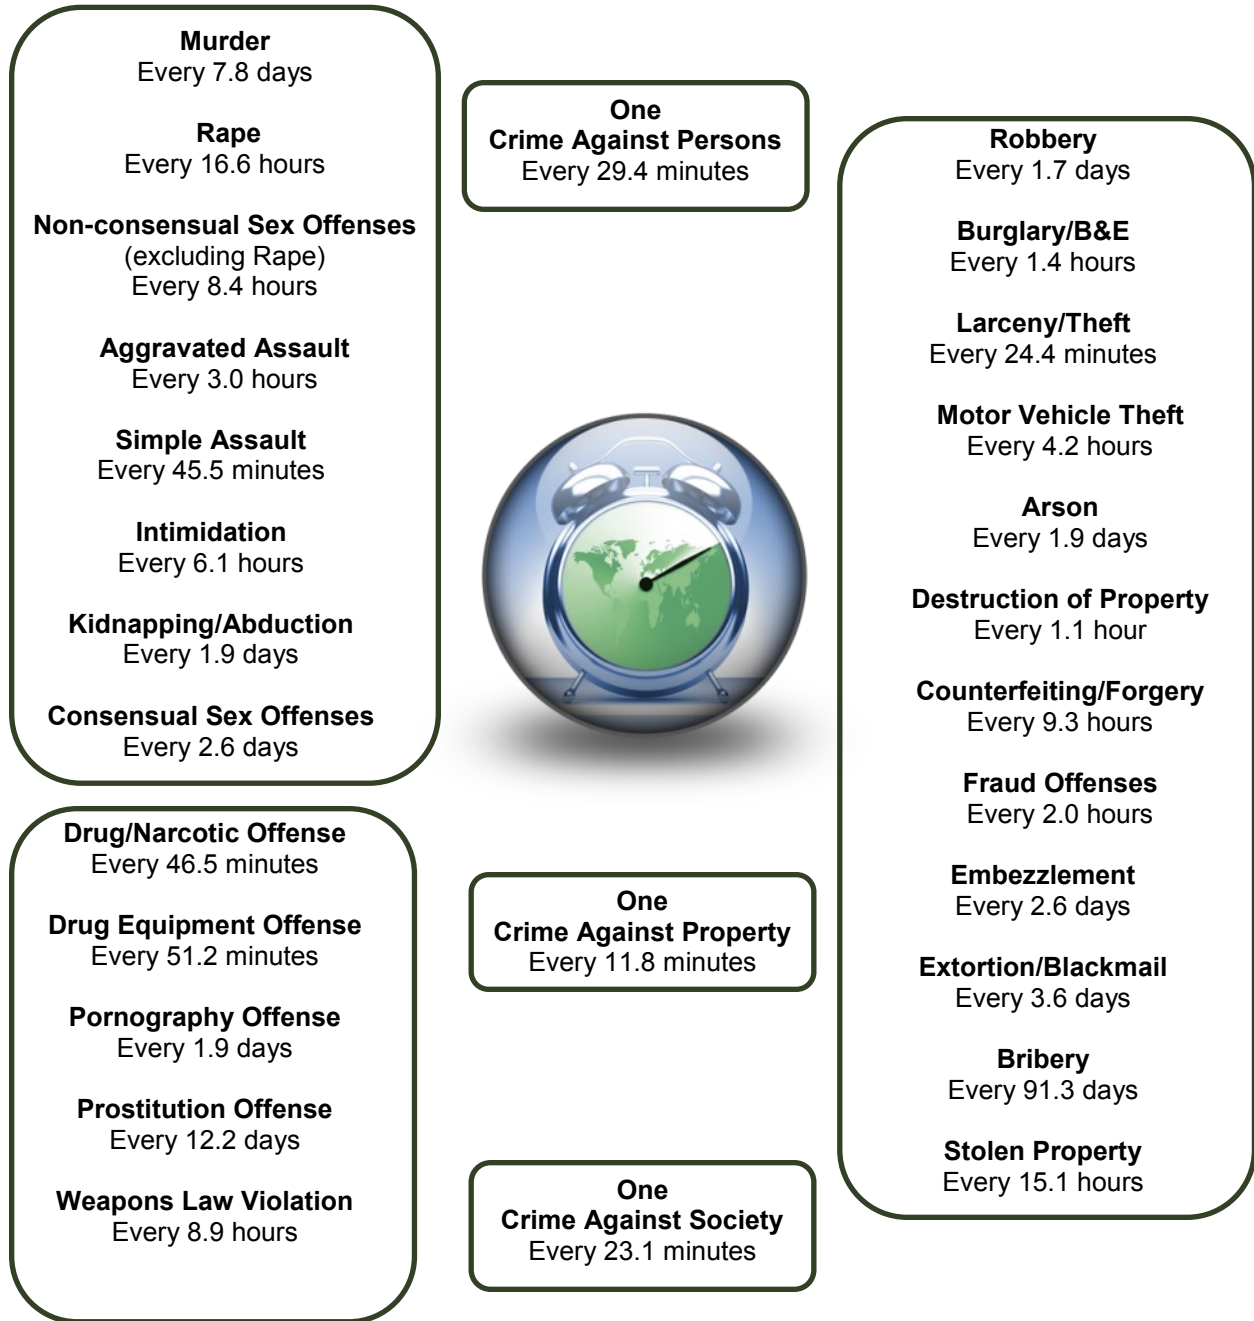 Murder
Every 7.8 days
Rape
Every 16.6 hours
Non-consensual Sex Offenses
(excluding Rape)
Every 8.4 hours
Aggravated Assault
Every 3.0 hours
Simple Assault
Every 45.5 minutes
Intimidation
Every 6.1 hours
Kidnapping/Abduction
Every 1.9 days
Consensual Sex Offenses
Every 2.6 days
One
Crime Against Persons
Every 29.4 minutes
Robbery
Every 1.7 days
Burglary/B&E
Every 1.4 hours
Larceny/Theft
Every 24.4 minutes
Motor Vehicle Theft
Every 4.2 hours
Arson
Every 1.9 days
Destruction of Property
Every 1.1 hour
Counterfeiting/Forgery
Every 9.3 hours
Fraud Offenses
Every 2.0 hours
Embezzlement
Every 2.6 days
Extortion/Blackmail
Every 3.6 days
Bribery
Every 91.3 days
Stolen Property
Every 15.1 hours
Drug/Narcotic Offense
Every 46.5 minutes
Drug Equipment Offense
Every 51.2 minutes
Pornography Offense
Every 1.9 days
Prostitution Offense
Every 12.2 days
Weapons Law Violation
Every 8.9 hours
One
Crime Against Property
Every 11.8 minutes
One
Crime Against Society
Every 23.1 minutes